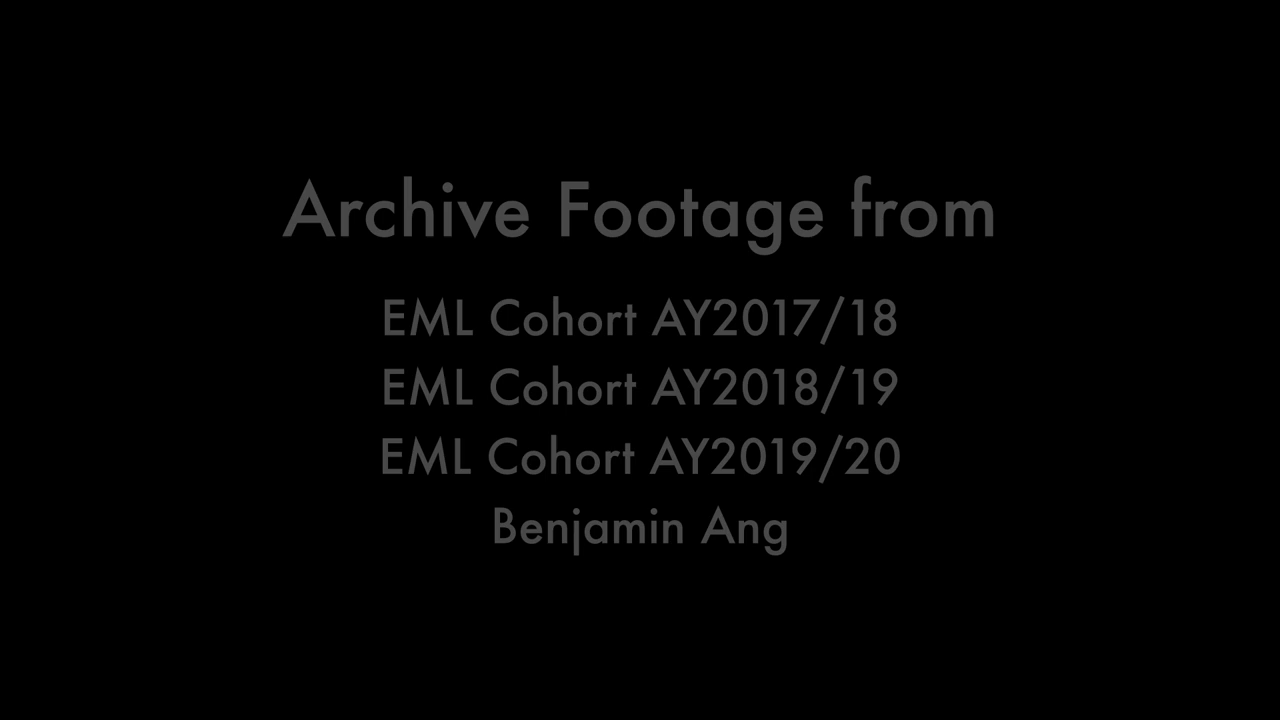 Archive Footage from
EML Cohort AY2017/18
EML Cohort AY2018/19
EML Cohort AY2019/20
Benjamin Ang